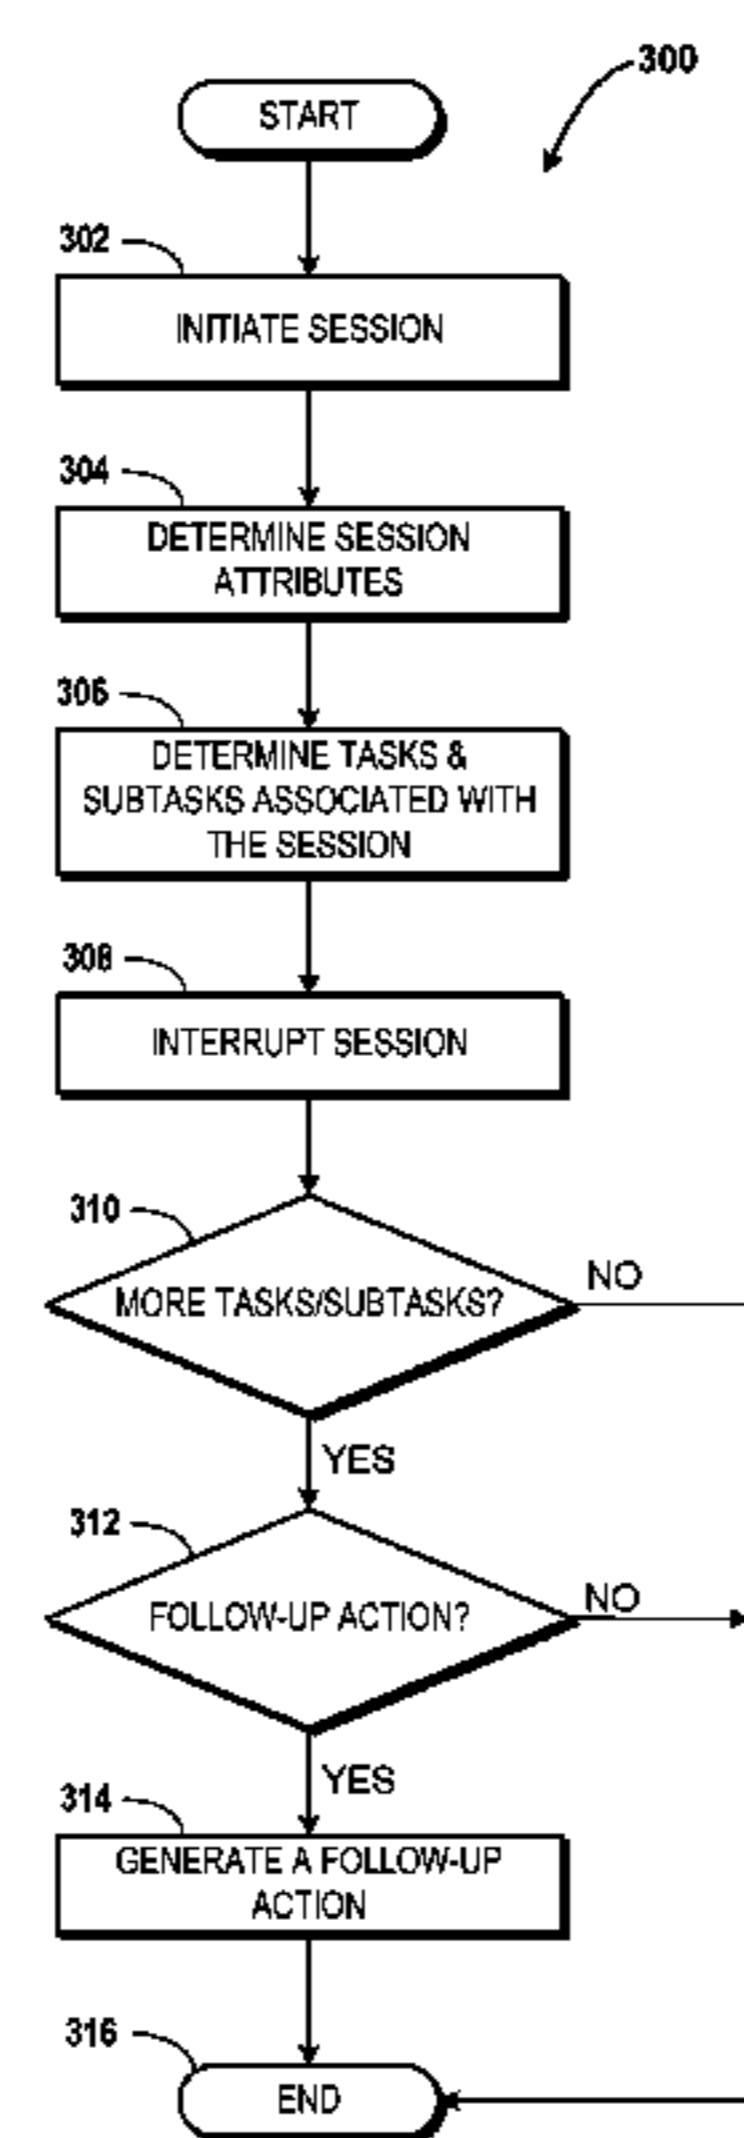 300
START
302
INITIATE SESSION
304
DETERMINE SESSION
ATTRIBUTES
306
DETERMINE TASKS &
SUBTASKS ASSOCIATED WITH
THE SESSION
308
INTERRUPT SESSION
310
MORE TASKS/SUBTASKS?
NO
YES
312
FOLLOW-UP ACTION?
NO
YES
314
GENERATE A FOLLOW-UP
ACTION
316
END